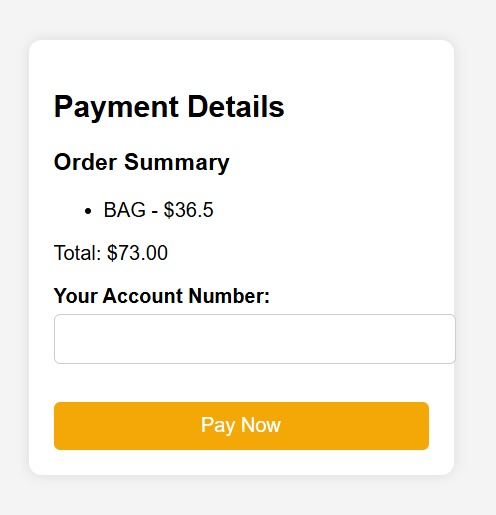 Payment Details
Order Summary
• BAG - $36.5
Total: $73.00
Your Account Number:
Pay Now